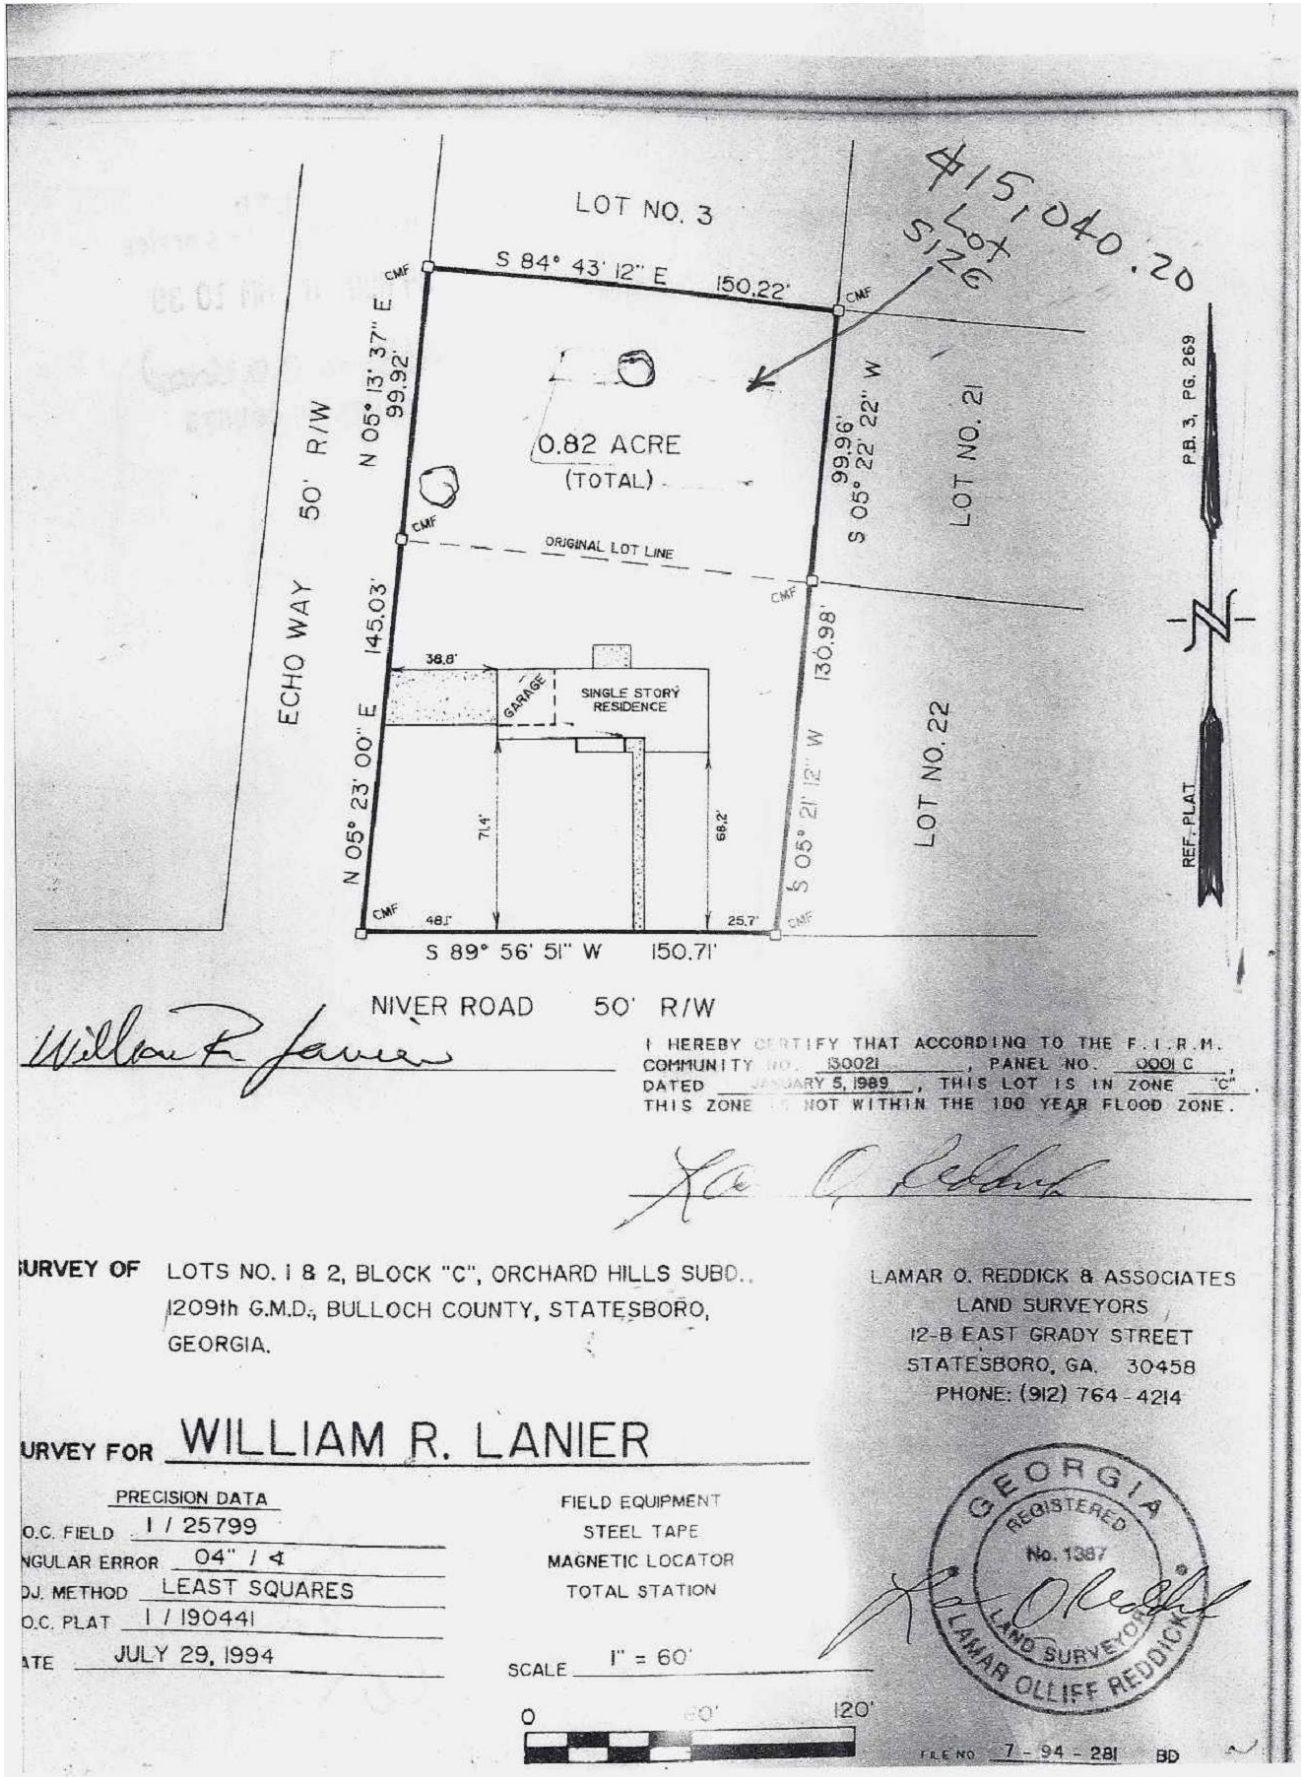 LOT NO. 3
#15,040.20
Lot
SIZE
CMF
S 84° 43' 12" E 150.22'
CMF
N 05° 13' 37" E
99.92'
ECHO WAY 50' R/W
0.82 ACRE
(TOTAL)
99.96'
S 05° 22' 22" W
LOT NO. 21
P.B. 3, PG. 269
REF. PLAT
CMF
ORIGINAL LOT LINE
CMF
N 05° 23' 00" E 145.03'
38.8'
GARAGE
SINGLE STORY
RESIDENCE
S 05° 21' 12" W 130.98'
LOT NO. 22
71.4'
68.2'
CMF
48.1'
25.7'
CMF
S 89° 56' 51" W 150.71'
NIVER ROAD 50' R/W
William R. Lanier
I HEREBY CERTIFY THAT ACCORDING TO THE F.I.R.M.
COMMUNITY NO. 130021, PANEL NO. 0001 C,
DATED JANUARY 5, 1989, THIS LOT IS IN ZONE "C".
THIS ZONE IS NOT WITHIN THE 100 YEAR FLOOD ZONE.
O. Reddick
SURVEY OF LOTS NO. 1 & 2, BLOCK "C", ORCHARD HILLS SUBD.,
1209th G.M.D., BULLOCH COUNTY, STATESBORO,
GEORGIA.
LAMAR O. REDDICK & ASSOCIATES
LAND SURVEYORS
12-B EAST GRADY STREET
STATESBORO, GA. 30458
PHONE: (912) 764-4214
URVEY FOR WILLIAM R. LANIER
PRECISION DATA
O.C. FIELD 1 / 25799
NGULAR ERROR 04" / ∡
DJ. METHOD LEAST SQUARES
O.C. PLAT 1 / 190441
ATE JULY 29, 1994
FIELD EQUIPMENT
STEEL TAPE
MAGNETIC LOCATOR
TOTAL STATION
SCALE 1" = 60'
0 60' 120'
GEORGIA
REGISTERED
No. 1387
LAND SURVEYOR
LAMAR OLLIFF REDDICK
O Reddick
FILE NO 7 - 94 - 281 BD